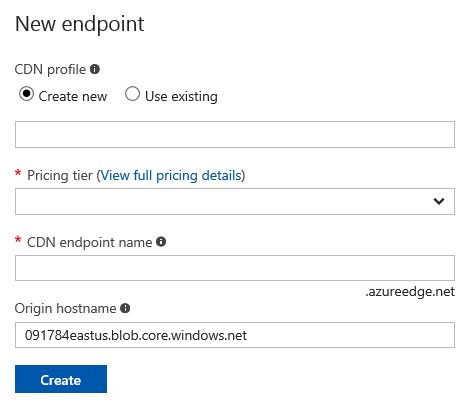 New endpoint
CDN profile
Create new Use existing
* Pricing tier (View full pricing details)
* CDN endpoint name
.azureedge.net
Origin hostname
091784eastus.blob.core.windows.net
Create